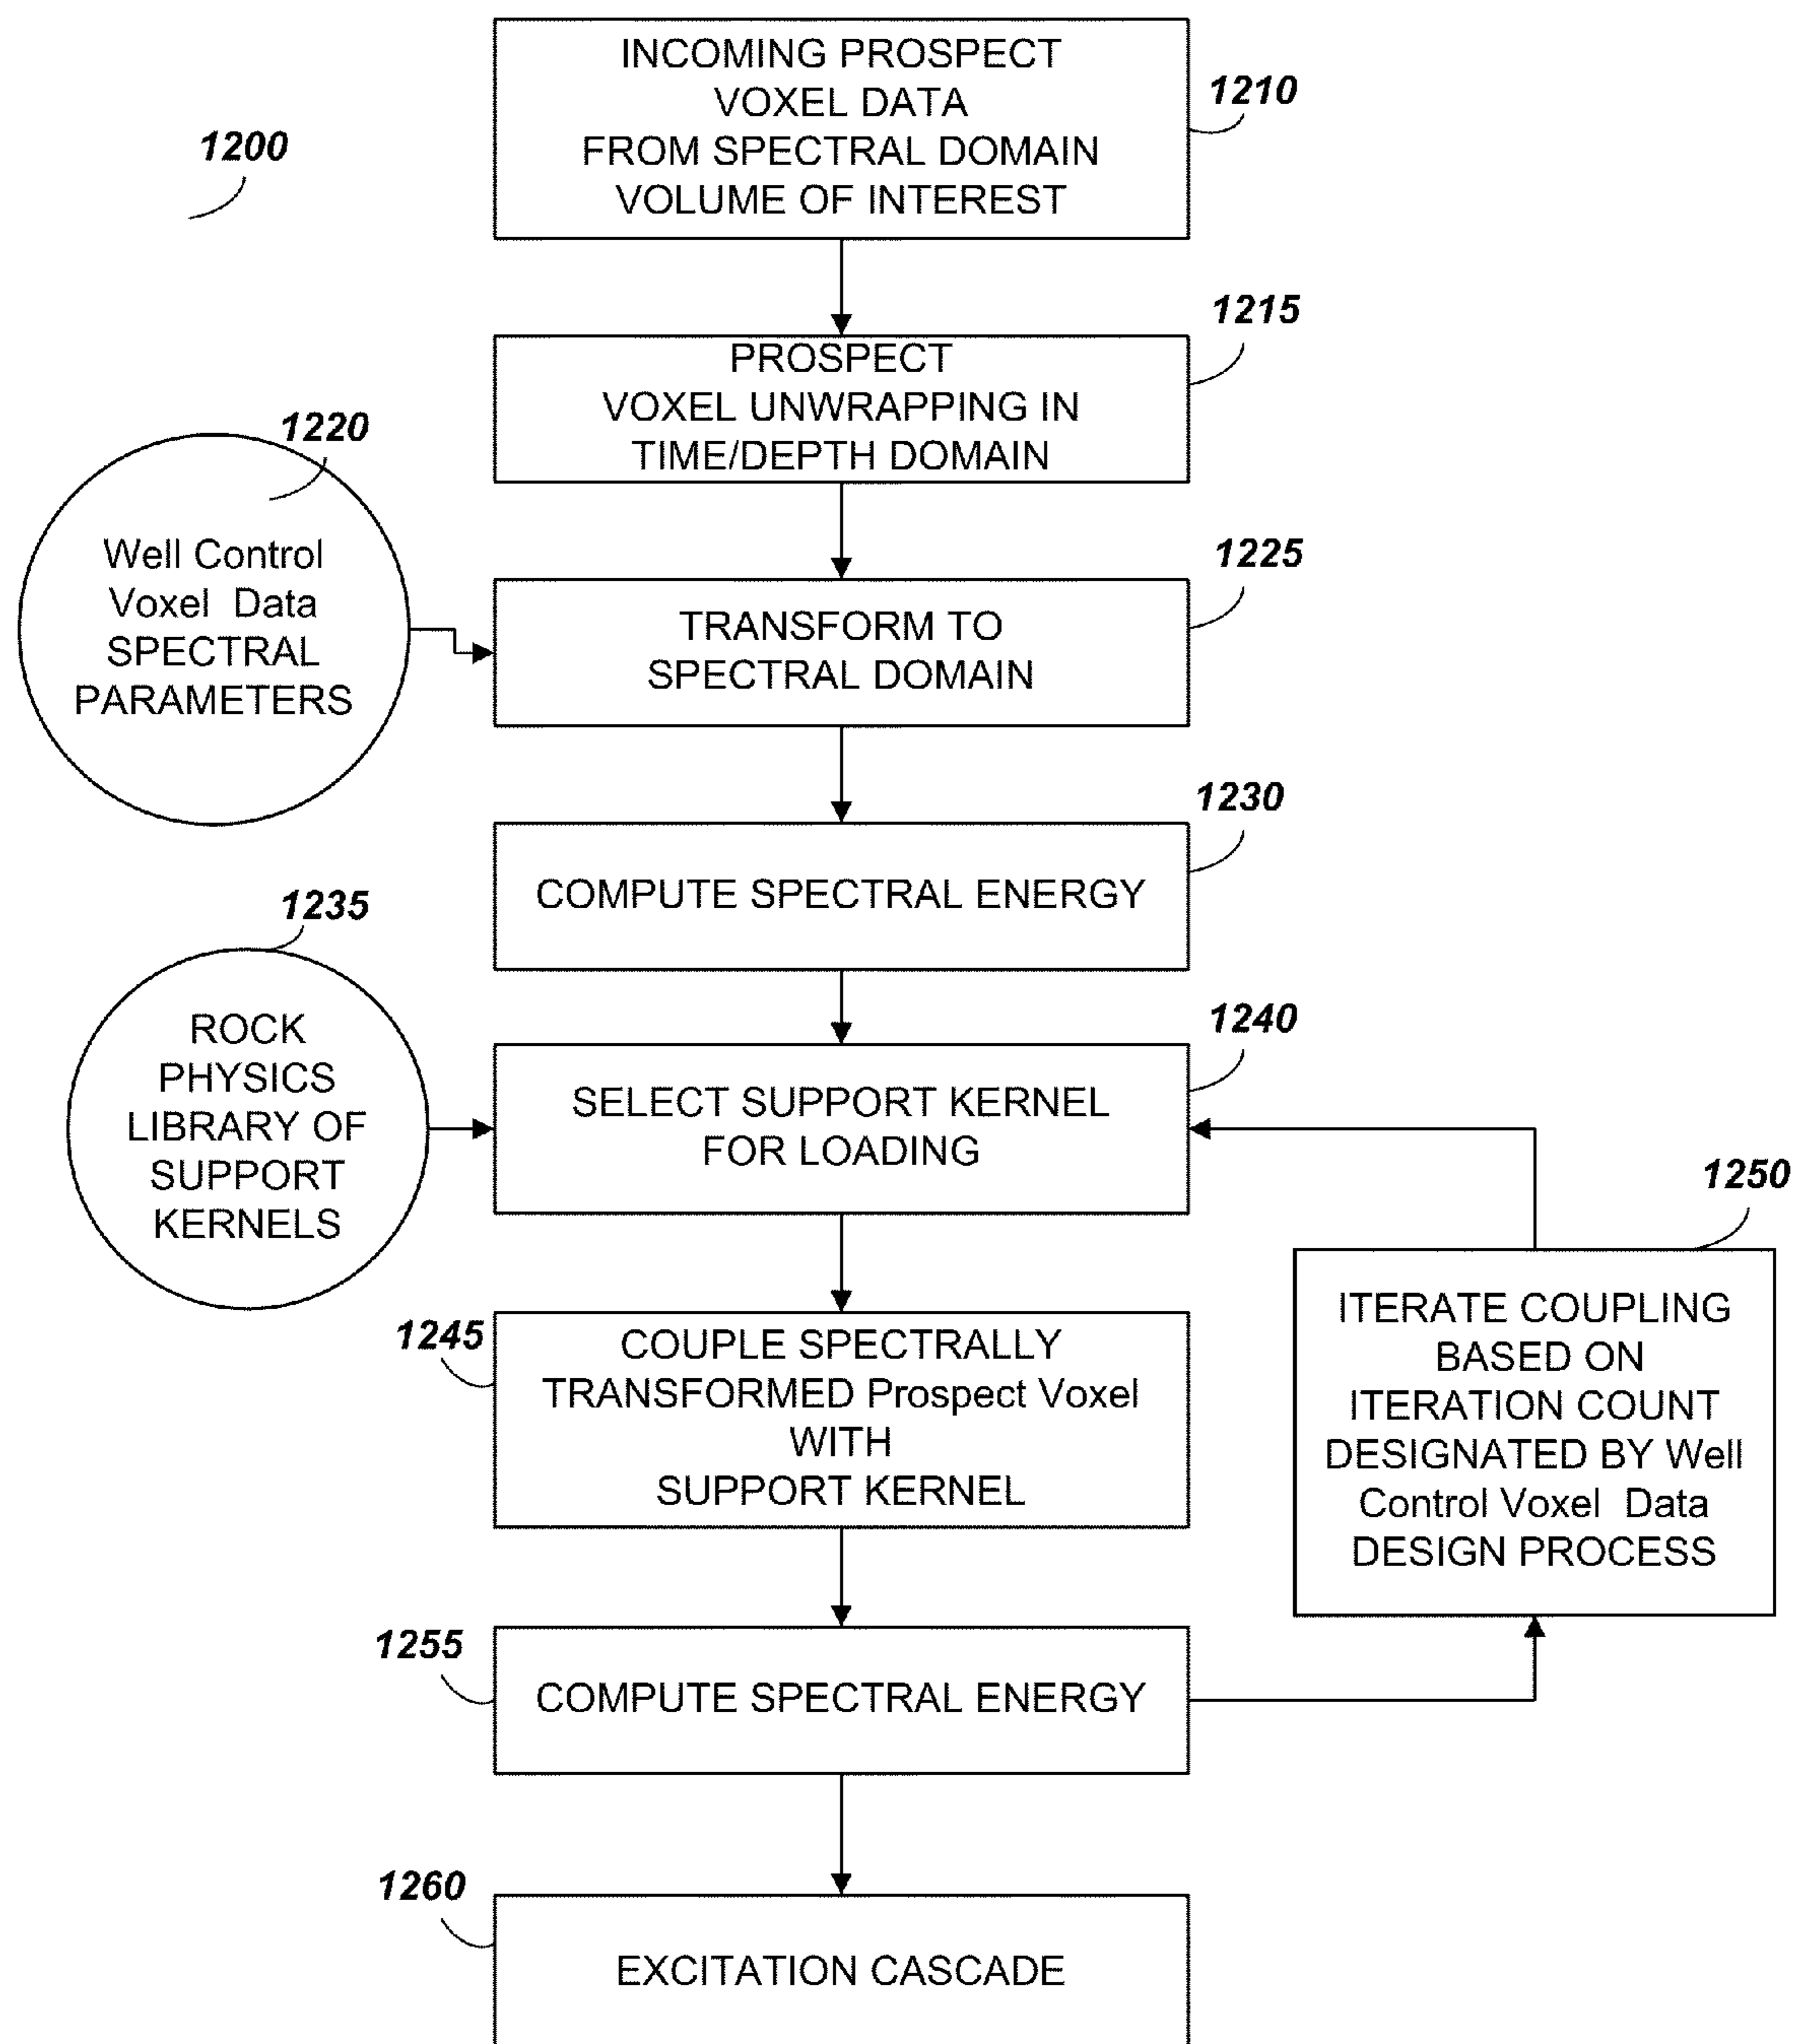 INCOMING PROSPECT
VOXEL DATA
FROM SPECTRAL DOMAIN
VOLUME OF INTEREST
1210
1200
PROSPECT
VOXEL UNWRAPPING IN
TIME/DEPTH DOMAIN
1215
1220
Well Control
Voxel Data
SPECTRAL
PARAMETERS
TRANSFORM TO
SPECTRAL DOMAIN
1225
COMPUTE SPECTRAL ENERGY
1230
1235
ROCK
PHYSICS
LIBRARY OF
SUPPORT
KERNELS
SELECT SUPPORT KERNEL
FOR LOADING
1240
1245
COUPLE SPECTRALLY
TRANSFORMED Prospect Voxel
WITH
SUPPORT KERNEL
1250
ITERATE COUPLING
BASED ON
ITERATION COUNT
DESIGNATED BY Well
Control Voxel Data
DESIGN PROCESS
1255
COMPUTE SPECTRAL ENERGY
1260
EXCITATION CASCADE